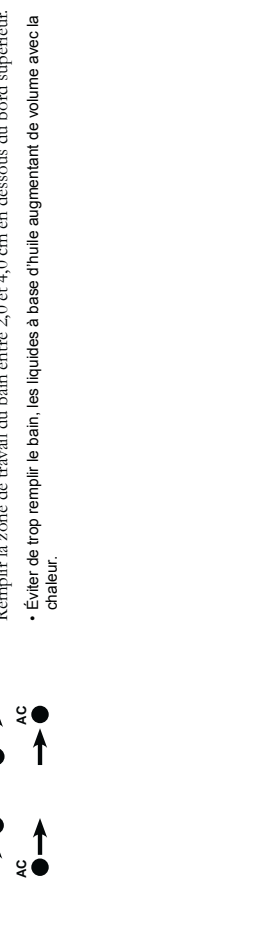 Remplir la zone de travail du bain entre 2,0 et 4,0 cm en dessous du bord supérieur.
• Éviter de trop remplir le bain, les liquides à base d'huile augmentant de volume avec la
chaleur.
AC
AC